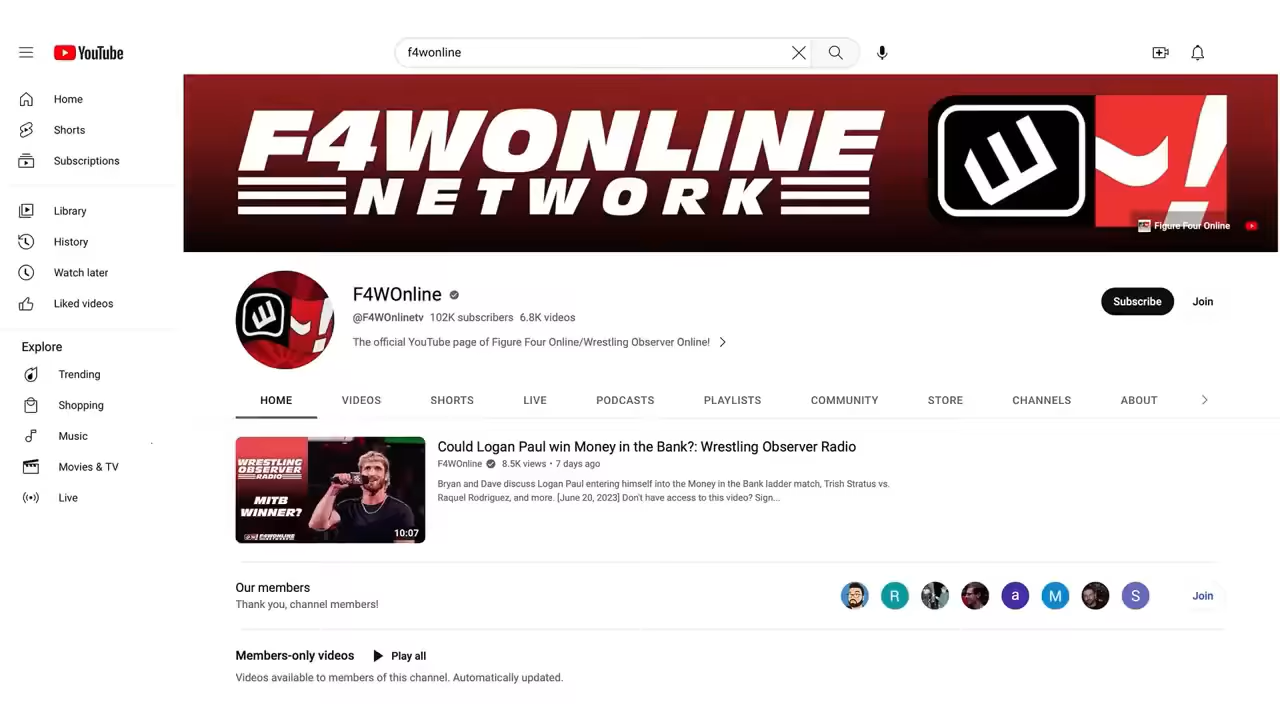 YouTube
f4wonline
Home
Shorts
Subscriptions
Library
History
Watch later
Liked videos
Explore
Trending
Shopping
Music
Movies & TV
Live
F4WONLINE
NETWORK
Figure Four Online
F4WOnline
@F4WOnlinetv 102K subscribers 6.8K videos
The official YouTube page of Figure Four Online/Wrestling Observer Online!
Subscribe
Join
HOME
VIDEOS
SHORTS
LIVE
PODCASTS
PLAYLISTS
COMMUNITY
STORE
CHANNELS
ABOUT
WRESTLING
OBSERVER
RADIO
MITB
WINNER?
F4WONLINE
NETWORK
10:07
Could Logan Paul win Money in the Bank?: Wrestling Observer Radio
F4WOnline 8.5K views • 7 days ago
Bryan and Dave discuss Logan Paul entering himself into the Money in the Bank ladder match, Trish Stratus vs.
Raquel Rodriguez, and more. [June 20, 2023] Don't have access to this video? Sign...
Our members
Thank you, channel members!
R
a
M
S
Join
Members-only videos
Play all
Videos available to members of this channel. Automatically updated.